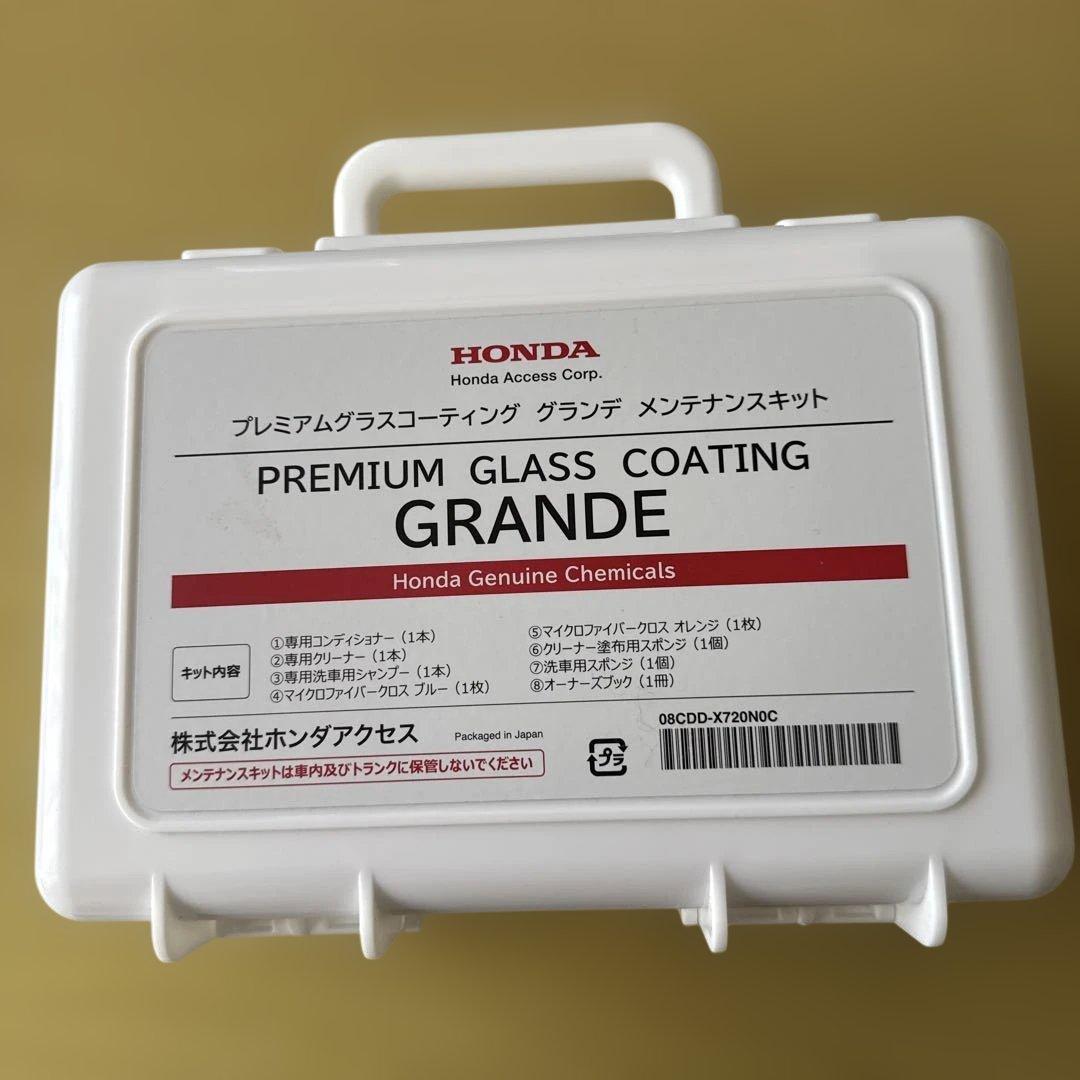 HONDA
Honda Access Corp.
プレミアムグラスコーティング グランデ メンテナンスキット
PREMIUM GLASS COATING
GRANDE
Honda Genuine Chemicals
キット内容
①専用コンディショナー（1本）
②専用クリーナー（1本）
③専用洗車用シャンプー（1本）
④マイクロファイバークロス ブルー（1枚）
⑤マイクロファイバークロス オレンジ（1枚）
⑥クリーナー塗布用スポンジ（1個）
⑦洗車用スポンジ（1個）
⑧オーナーズブック（1冊）
株式会社ホンダアクセス
Packaged in Japan
メンテナンスキットは車内及びトランクに保管しないでください
プラ
08CDD-X720N0C